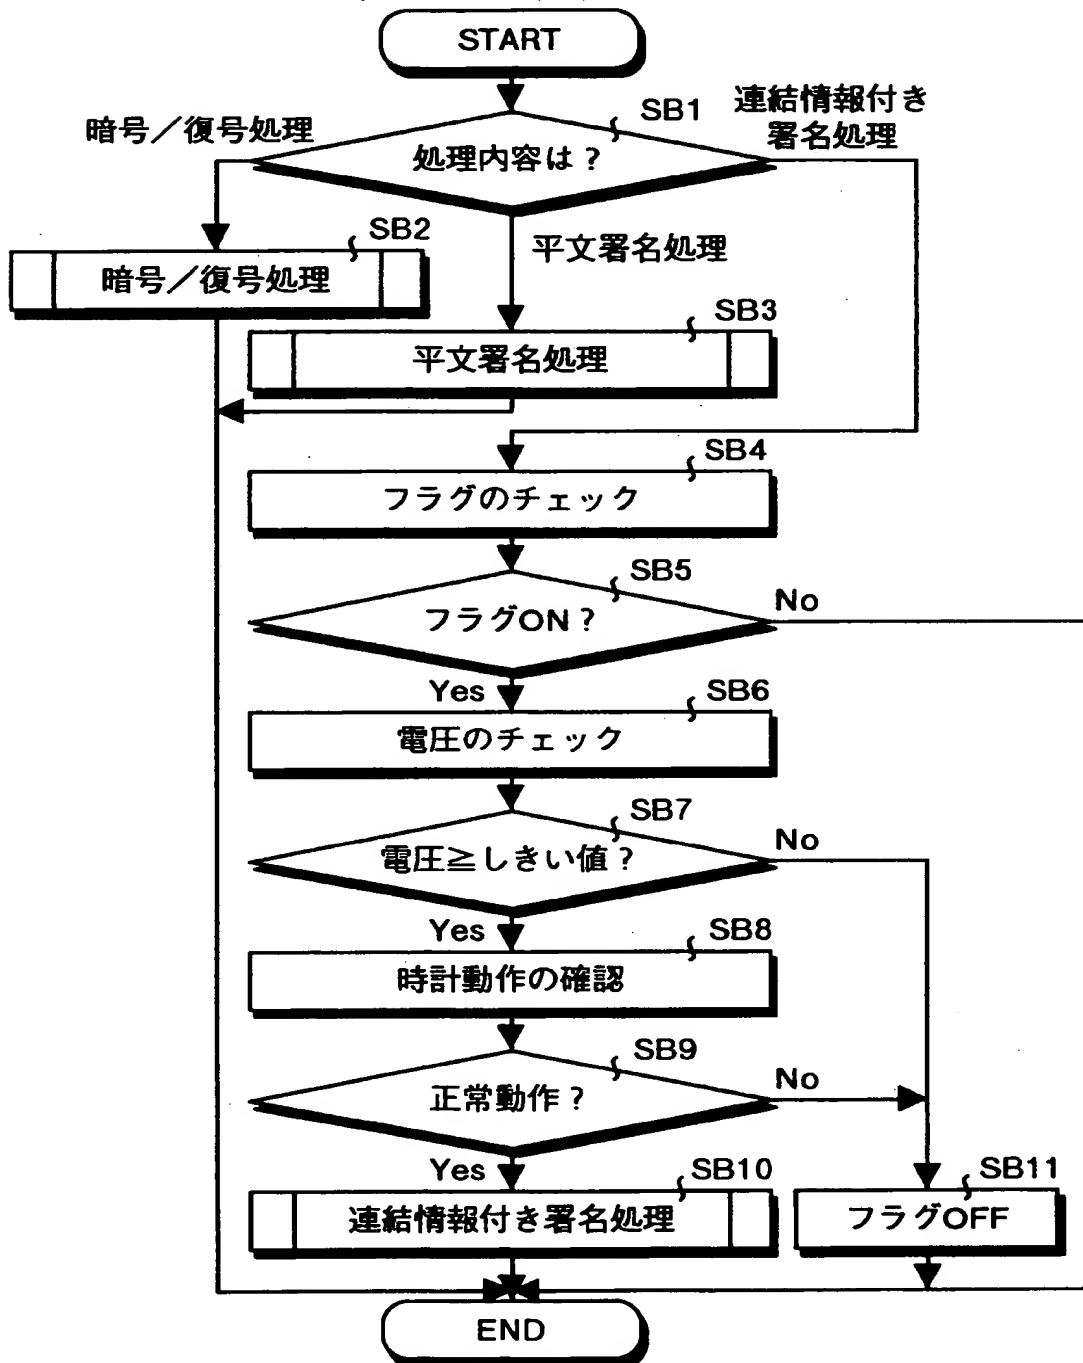 START
SB1
連結情報付き
署名処理
暗号／復号処理
処理内容は？
SB2
暗号／復号処理
平文署名処理
SB3
平文署名処理
SB4
フラグのチェック
SB5
フラグON？
No
Yes
SB6
電圧のチェック
SB7
電圧≧しきい値？
No
Yes
SB8
時計動作の確認
SB9
正常動作？
No
Yes
SB10
連結情報付き署名処理
SB11
フラグOFF
END